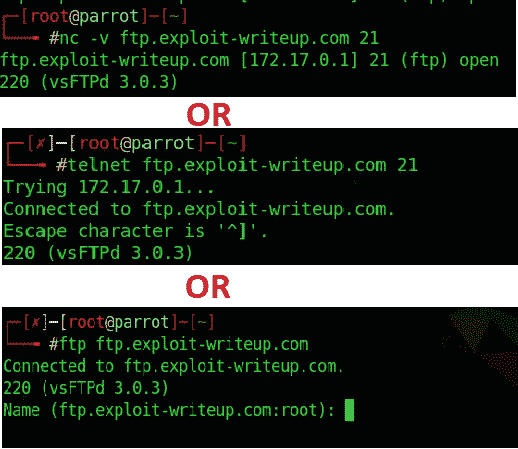 ┌─[root@parrot]─[~]
└──╼ #nc -v ftp.exploit-writeup.com 21
ftp.exploit-writeup.com [172.17.0.1] 21 (ftp) open
220 (vsFTPd 3.0.3)
OR
┌─[✗]─[root@parrot]─[~]
└──╼ #telnet ftp.exploit-writeup.com 21
Trying 172.17.0.1...
Connected to ftp.exploit-writeup.com.
Escape character is '^]'.
220 (vsFTPd 3.0.3)
OR
┌─[✗]─[root@parrot]─[~]
└──╼ #ftp ftp.exploit-writeup.com
Connected to ftp.exploit-writeup.com.
220 (vsFTPd 3.0.3)
Name (ftp.exploit-writeup.com:root):